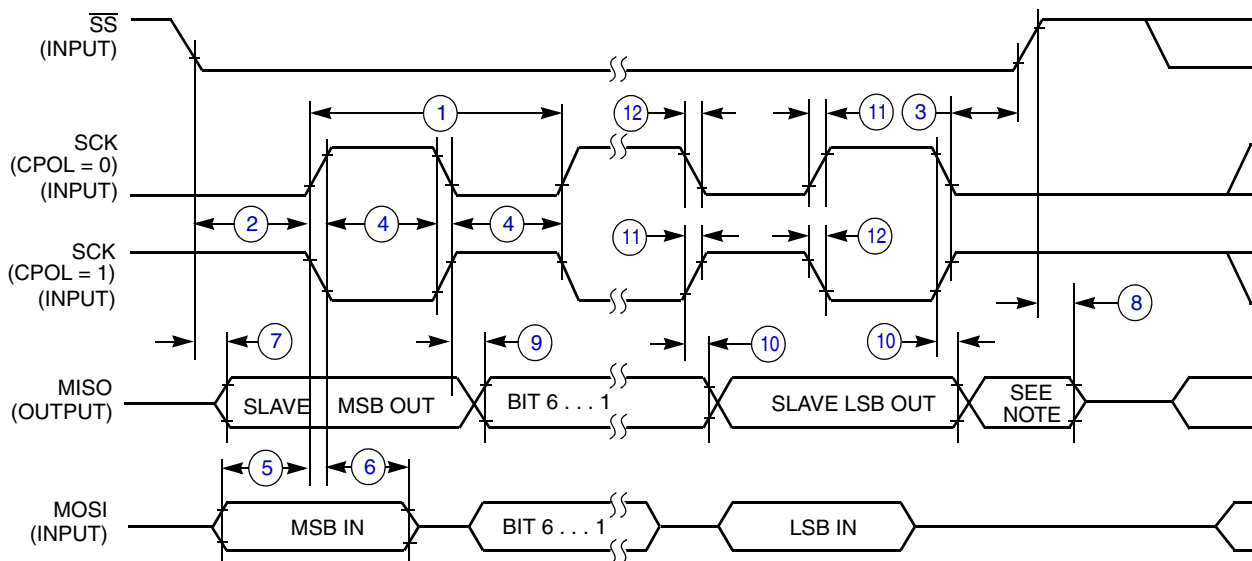 SS
(INPUT)
1
12
11
3
SCK
(CPOL = 0)
(INPUT)
2
4
4
SCK
(CPOL = 1)
(INPUT)
11
12
7
9
10
10
8
MISO
(OUTPUT)
SLAVE
MSB OUT
BIT 6 . . . 1
SLAVE LSB OUT
SEE
NOTE
5
6
MOSI
(INPUT)
MSB IN
BIT 6 . . . 1
LSB IN